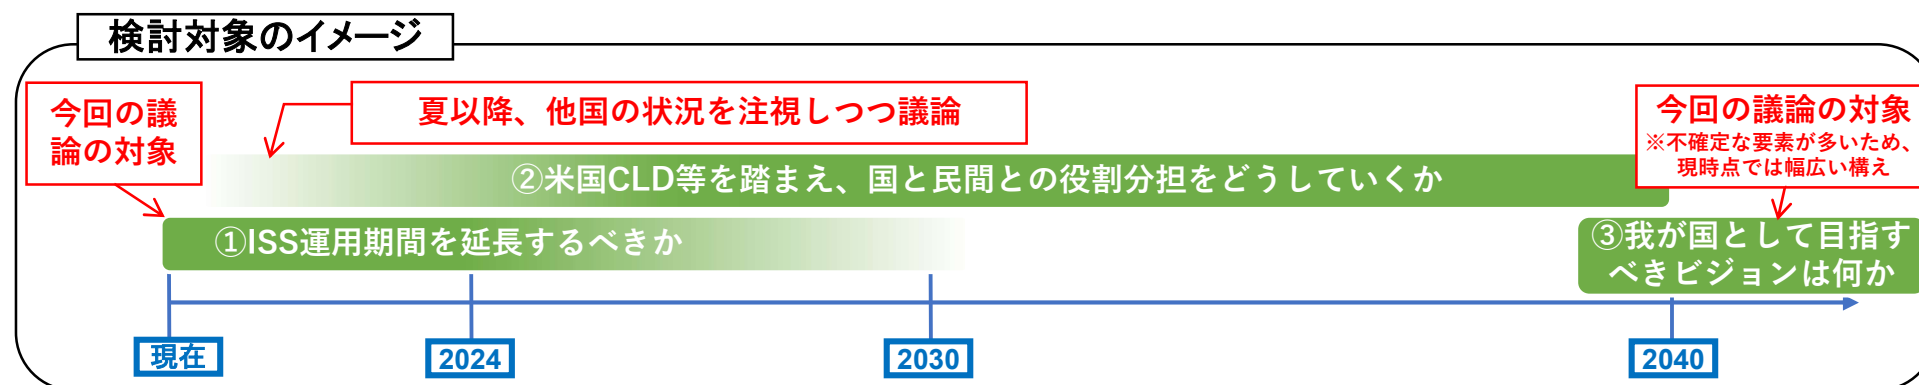 検討対象のイメージ
今回の議
論の対象
夏以降、他国の状況を注視しつつ議論
今回の議論の対象
※不確定な要素が多いため、
現時点では幅広い構え
②米国CLD等を踏まえ、国と民間との役割分担をどうしていくか
①ISS運用期間を延長するべきか
③我が国として目指す
べきビジョンは何か
現在
2024
2030
2040